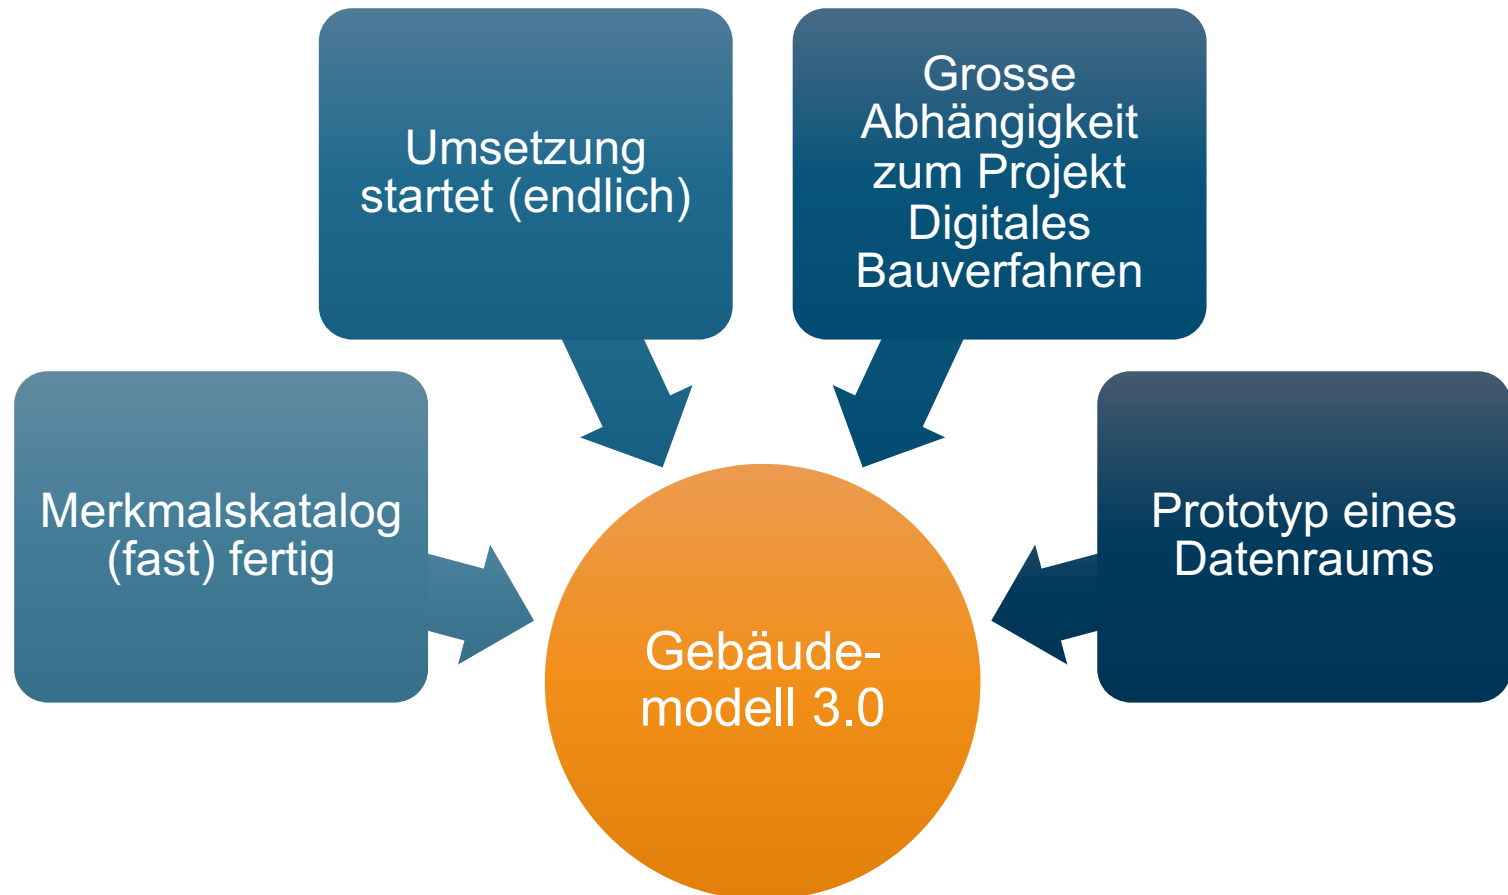 Umsetzung
startet (endlich)
Grosse
Abhängigkeit
zum Projekt
Digitales
Bauverfahren
Merkmalskatalog
(fast) fertig
Prototyp eines
Datenraums
Gebäude-
modell 3.0